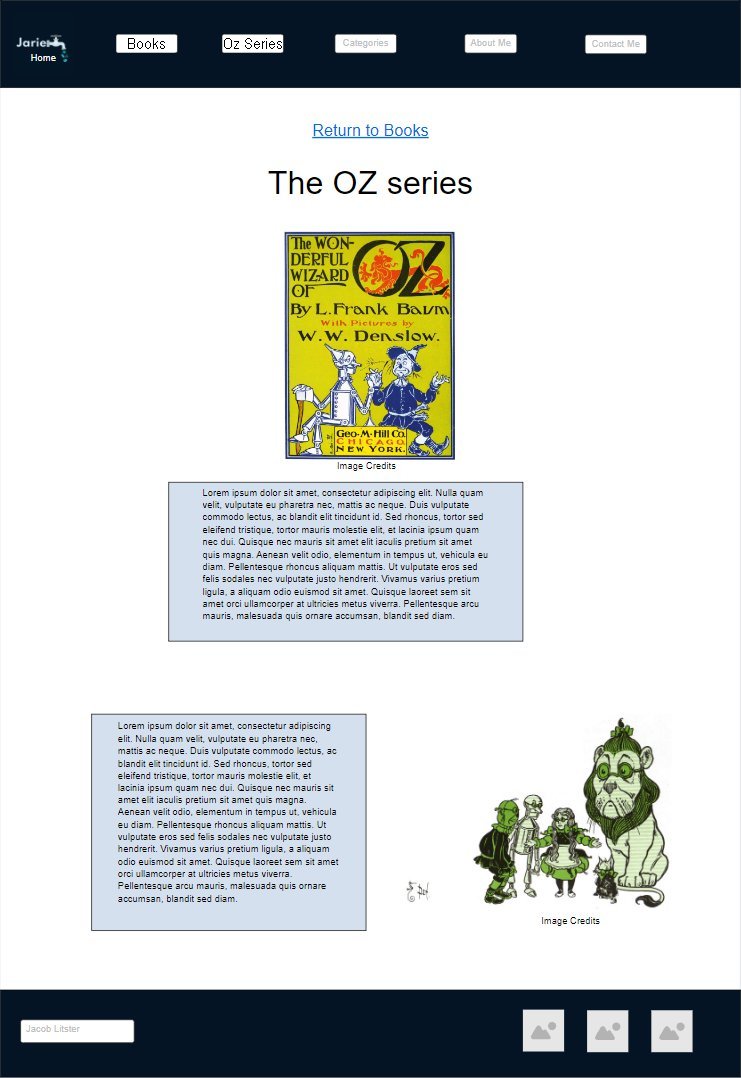 Jariel
Home
Books
Oz Series
Categories
About Me
Contact Me
Return to Books
The OZ series
The WON-
DERFUL
WIZARD
OF
OZ
By L. Frank Baum
With Pictures by
W. W. Denslow.
Geo. M. Hill Co.
CHICAGO.
NEW YORK.
Image Credits
Lorem ipsum dolor sit amet, consectetur adipiscing elit. Nulla quam
velit, vulputate eu pharetra nec, mattis ac neque. Duis vulputate
commodo lectus, ac blandit elit tincidunt id. Sed rhoncus, tortor sed
eleifend tristique, tortor mauris molestie elit, et lacinia ipsum quam
nec dui. Quisque nec mauris sit amet elit iaculis pretium sit amet
quis magna. Aenean velit odio, elementum in tempus ut, vehicula eu
diam. Pellentesque rhoncus aliquam mattis. Ut vulputate eros sed
felis sodales nec vulputate justo hendrerit. Vivamus varius pretium
ligula, a aliquam odio euismod sit amet. Quisque laoreet sem sit
amet orci ullamcorper at ultricies metus viverra. Pellentesque arcu
mauris, malesuada quis ornare accumsan, blandit sed diam.
Lorem ipsum dolor sit amet, consectetur adipiscing
elit. Nulla quam velit, vulputate eu pharetra nec,
mattis ac neque. Duis vulputate commodo lectus, ac
blandit elit tincidunt id. Sed rhoncus, tortor sed
eleifend tristique, tortor mauris molestie elit, et
lacinia ipsum quam nec dui. Quisque nec mauris sit
amet elit iaculis pretium sit amet quis magna.
Aenean velit odio, elementum in tempus ut, vehicula
eu diam. Pellentesque rhoncus aliquam mattis. Ut
vulputate eros sed felis sodales nec vulputate justo
hendrerit. Vivamus varius pretium ligula, a aliquam
odio euismod sit amet. Quisque laoreet sem sit amet
orci ullamcorper at ultricies metus viverra.
Pellentesque arcu mauris, malesuada quis ornare
accumsan, blandit sed diam.
Image Credits
Jacob Litster